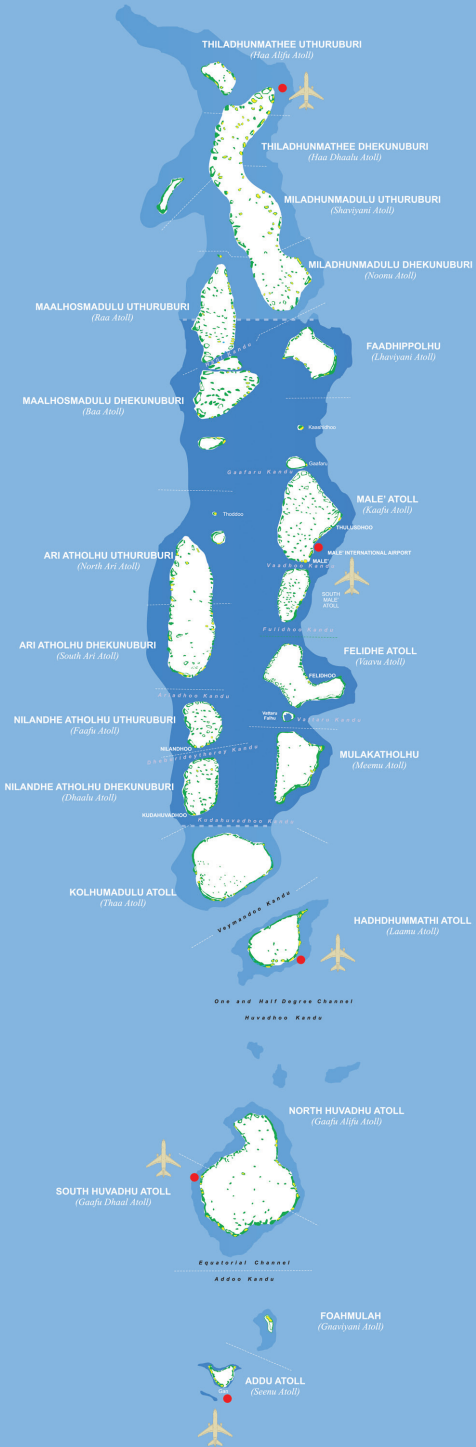 THILADHUNMATHEE UTHURUBURI
(Haa Alifu Atoll)
THILADHUNMATHEE DHEKUNUBURI
(Haa Dhaalu Atoll)
MILADHUNMADULU UTHURUBURI
(Shaviyani Atoll)
MILADHUNMADULU DHEKUNUBURI
(Noonu Atoll)
MAALHOSMADULU UTHURUBURI
(Raa Atoll)
FAADHIPPOLHU
(Lhaviyani Atoll)
MAALHOSMADULU DHEKUNUBURI
(Baa Atoll)
Kaashidhoo
Gaafaru
Gaafaru Kandu
MALE' ATOLL
(Kaafu Atoll)
Thoddoo
THULUSDHOO
ARI ATHOLHU UTHURUBURI
(North Ari Atoll)
MALE' INTERNATIONAL AIRPORT
MALE'
Vaadhoo Kandu
SOUTH
MALE
ATOLL
Fulidhoo Kandu
ARI ATHOLHU DHEKUNUBURI
(South Ari Atoll)
FELIDHE ATOLL
(Vaavu Atoll)
FELIDHOO
Ariadhoo Kandu
Vattaru
Falhu
Vattaru Kandu
NILANDHE ATHOLHU UTHURUBURI
(Faafu Atoll)
NILANDHOO
MULAKATHOLHU
(Meemu Atoll)
NILANDHE ATHOLHU DHEKUNUBURI
(Dhaalu Atoll)
KUDAHUVADHOO
Kudahuvadhoo Kandu
KOLHUMADULU ATOLL
(Thaa Atoll)
Veymandoo Kandu
HADHDHUMMATHI ATOLL
(Laamu Atoll)
One and Half Degree Channel
Huvadhoo Kandu
NORTH HUVADHU ATOLL
(Gaafu Alifu Atoll)
SOUTH HUVADHU ATOLL
(Gaafu Dhaal Atoll)
Equatorial Channel
Addoo Kandu
FOAHMULAH
(Gnaviyani Atoll)
ADDU ATOLL
(Seenu Atoll)
Gan